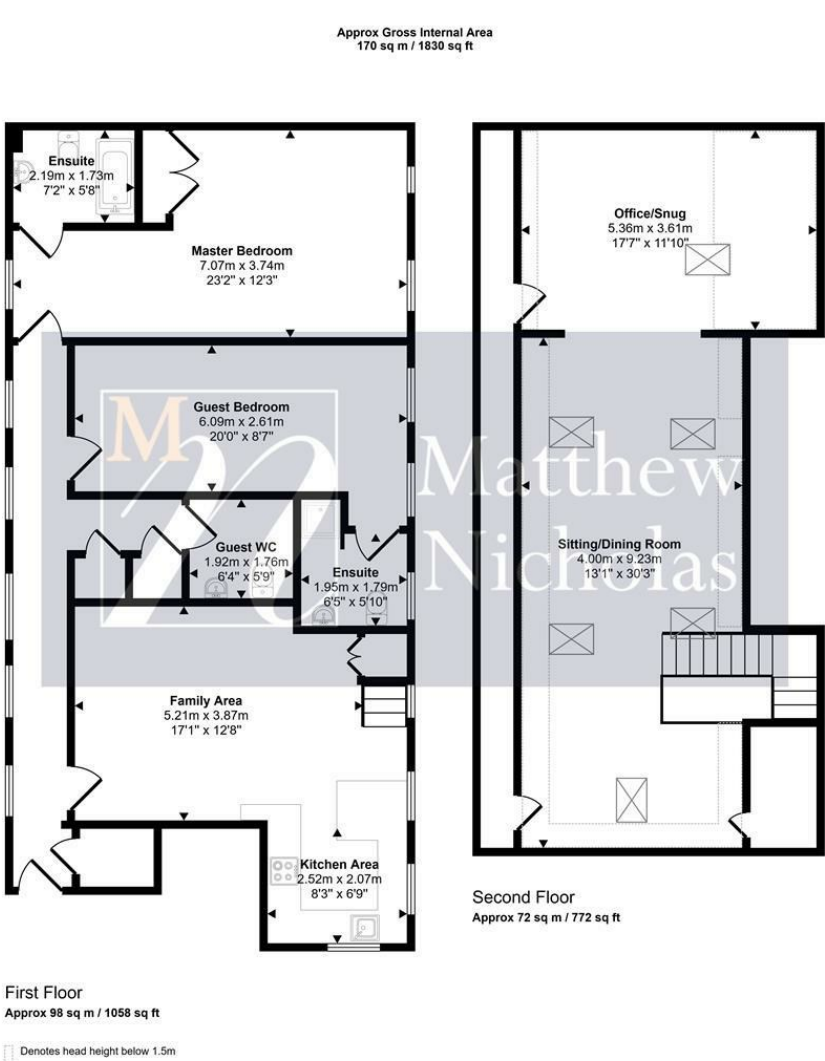 Approx Gross Internal Area
170 sq m / 1830 sq ft
Ensuite
2.19m x 1.73m
7'2" x 5'8"
Master Bedroom
7.07m x 3.74m
23'2" x 12'3"
Guest Bedroom
6.09m x 2.61m
20'0" x 8'7"
Guest WC
1.92m x 1.76m
6'4" x 5'9"
Ensuite
1.95m x 1.79m
6'5" x 5'10"
Family Area
5.21m x 3.87m
17'1" x 12'8"
Kitchen Area
2.52m x 2.07m
8'3" x 6'9"
First Floor
Approx 98 sq m / 1058 sq ft
Denotes head height below 1.5m
Office/Snug
5.36m x 3.61m
17'7" x 11'10"
Sitting/Dining Room
4.00m x 9.23m
13'1" x 30'3"
Second Floor
Approx 72 sq m / 772 sq ft
M
n
Matthew
Nicholas